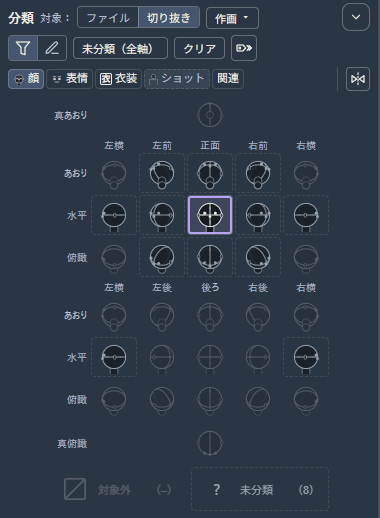 分類 対象： ファイル 切り抜き 作画
未分類（全軸） クリア
顔 表情 衣装 ショット 関連
真あおり
左横 左前 正面 右前 右横
あおり
水平
俯瞰
左横 左後 後ろ 右後 右横
あおり
水平
俯瞰
真俯瞰
対象外 （—） ? 未分類 （8）